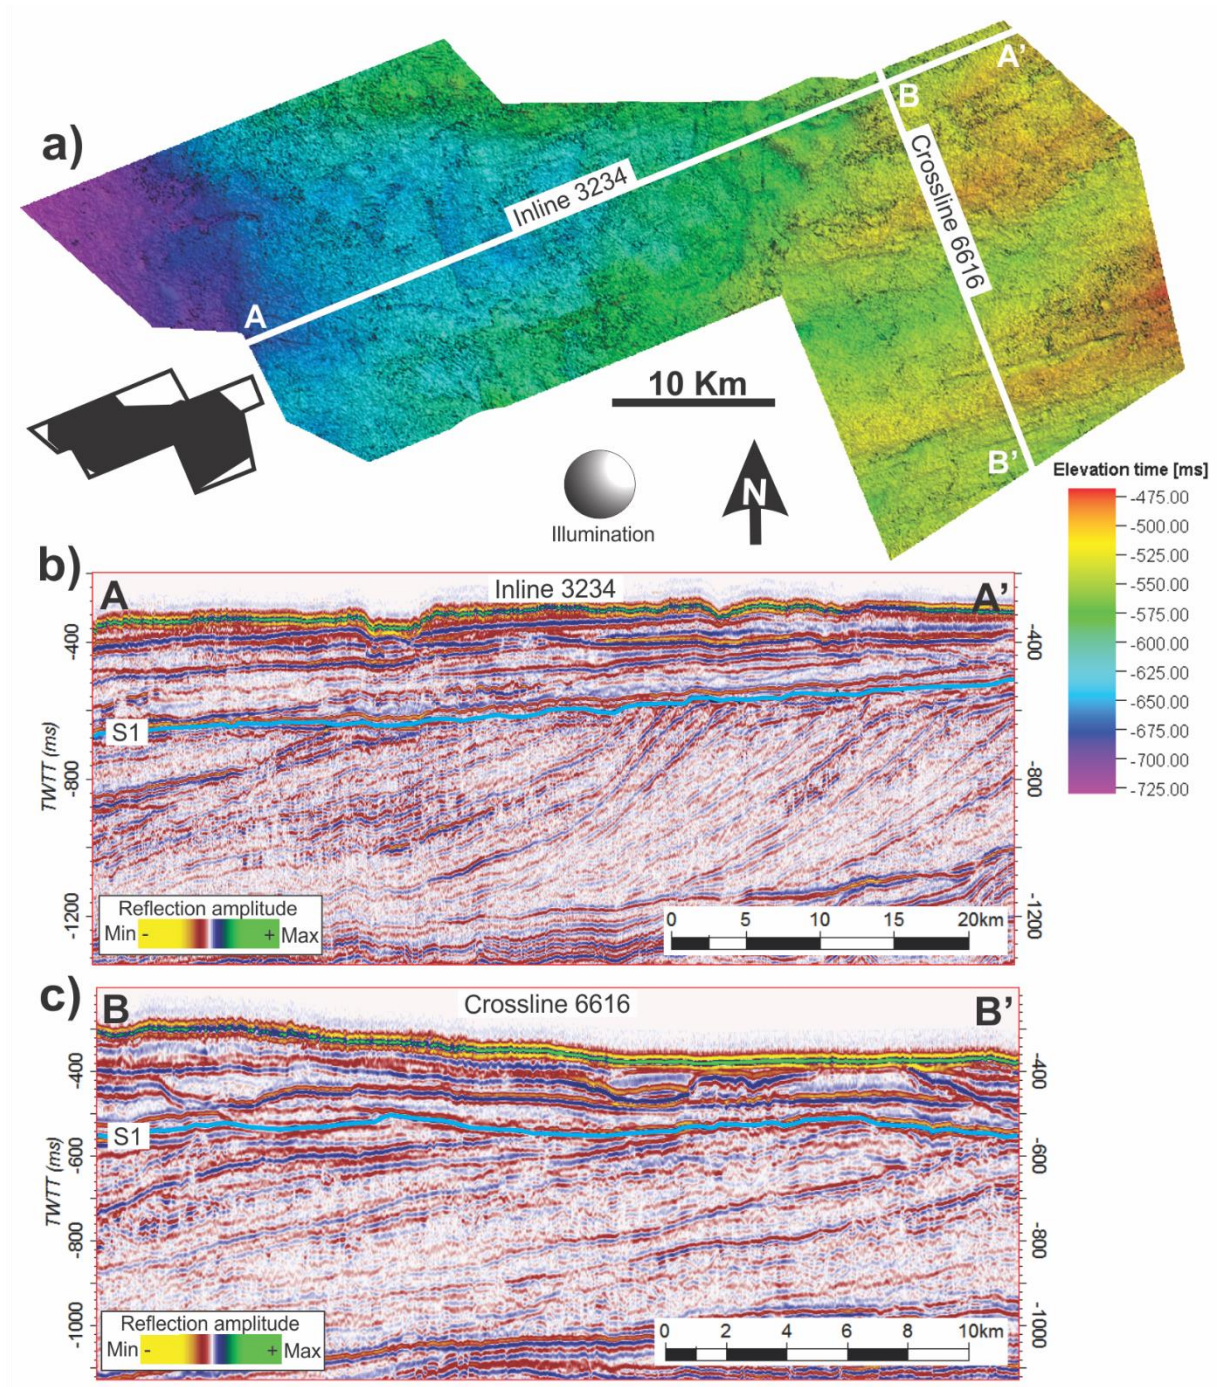 a)
A'
B
Inline 3234
Crossline 6616
A
10 Km
B'
N
Illumination
Elevation time [ms]
-475.00
-500.00
-525.00
-550.00
-575.00
-600.00
-625.00
-650.00
-675.00
-700.00
-725.00
b)
A
Inline 3234
A'
-400
-400
S1
TWTT (ms)
-800
-800
-1200
-1200
Reflection amplitude
Min - + Max
0 5 10 15 20km
c)
B
Crossline 6616
B'
-400
-400
S1
TWTT (ms)
-600
-600
-800
-800
-1000
-1000
Reflection amplitude
Min - + Max
0 2 4 6 8 10km